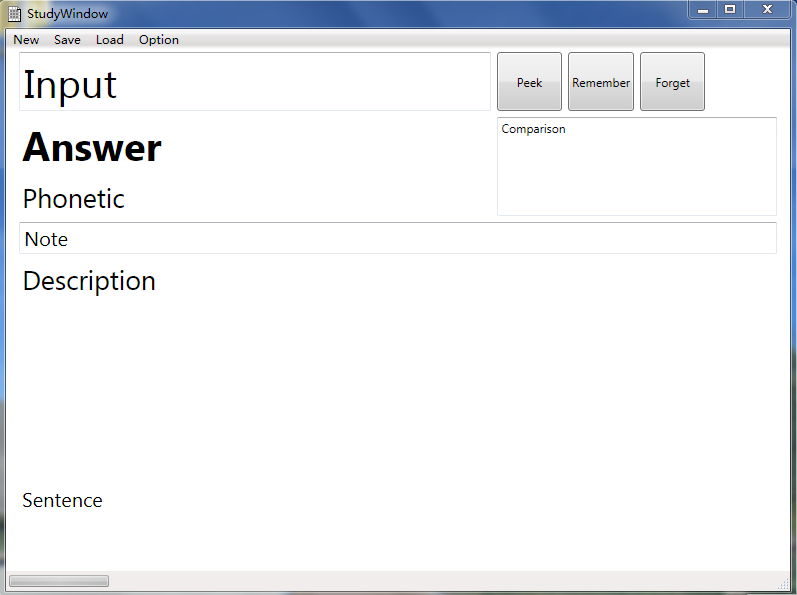 StudyWindow
New Save Load Option
Input
Peek Remember Forget
Answer
Comparison
Phonetic
Note
Description
Sentence